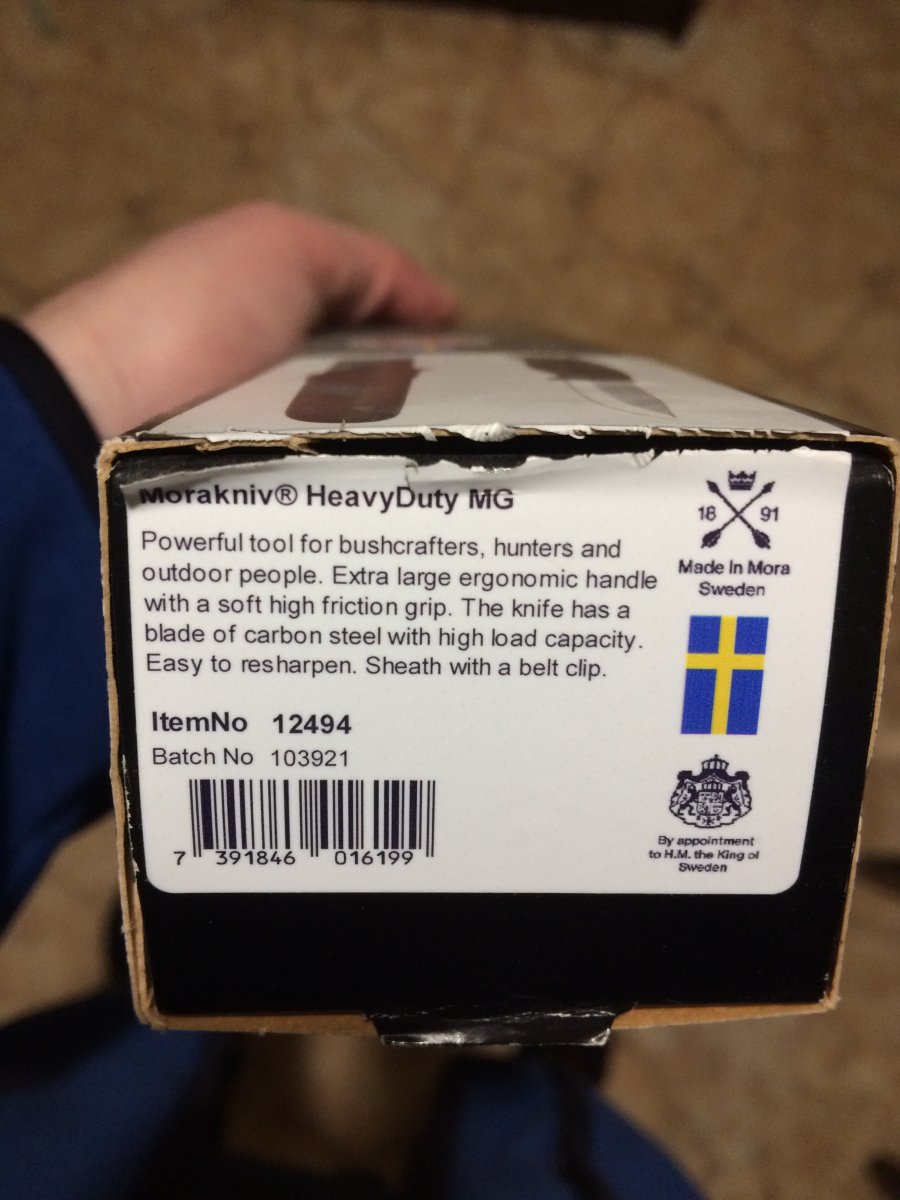 Morakniv® HeavyDuty MG
Powerful tool for bushcrafters, hunters and
outdoor people. Extra large ergonomic handle
with a soft high friction grip. The knife has a
blade of carbon steel with high load capacity.
Easy to resharpen. Sheath with a belt clip.
ItemNo 12494
Batch No 103921
7 391846 016199
18 91
Made In Mora
Sweden
By appointment
to H.M. the King of
Sweden